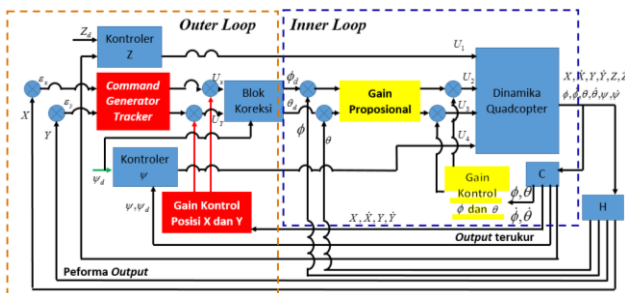 Outer Loop
Inner Loop
Z_d
Kontroler
Z
U_1
ε_x
ε_y
X
Y
Command
Generator
Tracker
U_x
U_Y
Blok
Koreksi
ϕ_d
θ_d
ϕ
θ
Gain
Proposional
U_2
U_3
U_4
Dinamika
Quadcopter
X, Ẋ, Y, Ẏ, Ż, Z
ϕ, ϕ̇, θ, θ̇, ψ, ψ̇
ψ_d
Kontroler
ψ
ψ, ψ_d
Gain Kontrol
Posisi X dan Y
Gain
Kontrol
ϕ dan θ
C
ϕ, θ
ϕ̇, θ̇
H
X, Ẋ, Y, Ẏ
Output terukur
Peforma Output